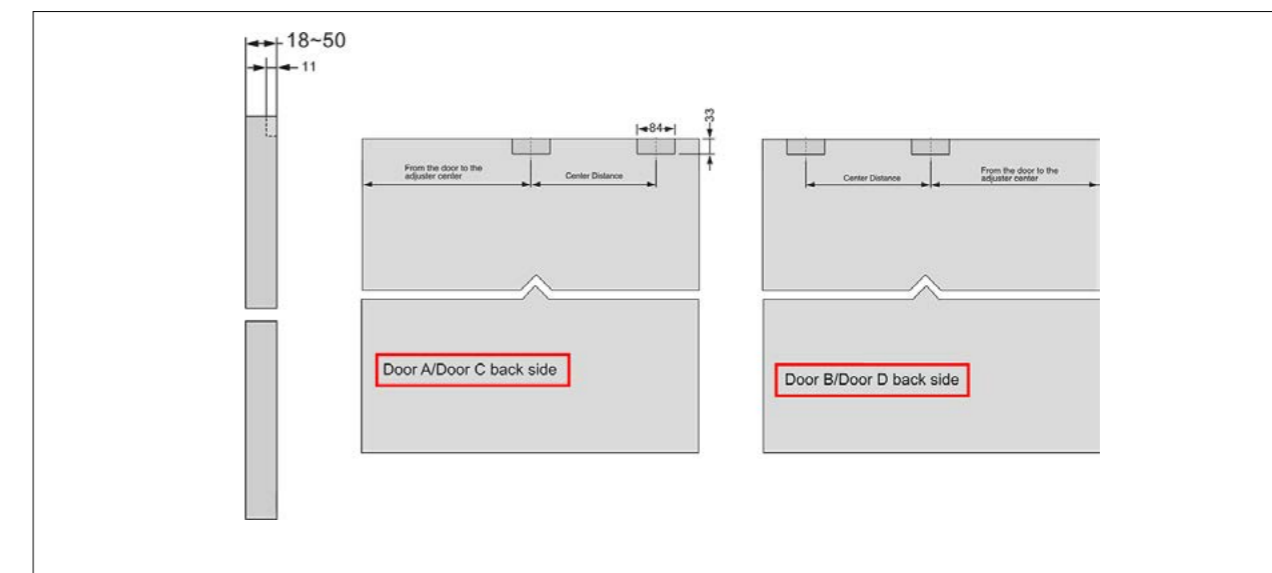 18~50
11
84
33
From the door to the
adjuster center
Center Distance
Center Distance
From the door to the
adjuster center
Door A/Door C back side
Door B/Door D back side